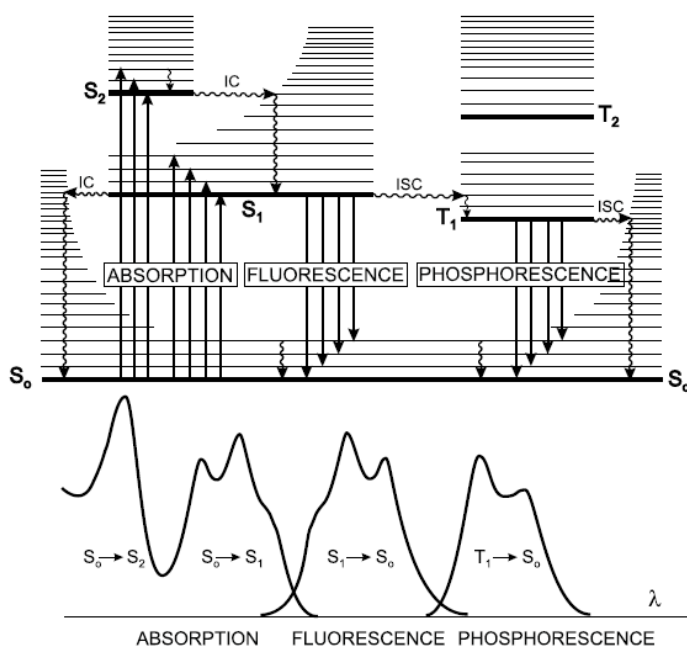 IC
S₂
T₂
IC
S₁
ISC
T₁
ISC
ABSORPTION
FLUORESCENCE
PHOSPHORESCENCE
Sₒ
Sₒ
Sₒ→S₂
Sₒ→S₁
S₁→Sₒ
T₁→Sₒ
λ
ABSORPTION
FLUORESCENCE
PHOSPHORESCENCE